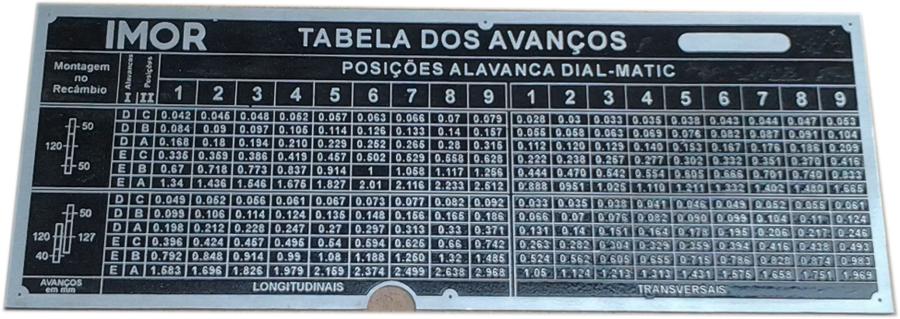 IMOR TABELA DOS AVANÇOS
Montagem no Recâmbio
Alavancas Posições
I II
POSIÇÕES ALAVANCA DIAL-MATIC
1 2 3 4 5 6 7 8 9 1 2 3 4 5 6 7 8 9
50
120
50
D C 0.042 0.045 0.048 0.052 0.057 0.063 0.066 0.07 0.079 0.028 0.03 0.033 0.035 0.038 0.043 0.044 0.047 0.053
D B 0.084 0.09 0.097 0.105 0.114 0.126 0.133 0.14 0.157 0.055 0.058 0.063 0.069 0.076 0.082 0.087 0.091 0.104
D A 0.168 0.18 0.194 0.210 0.229 0.252 0.265 0.28 0.315 0.112 0.120 0.129 0.140 0.153 0.167 0.176 0.186 0.209
E C 0.335 0.359 0.386 0.419 0.457 0.502 0.529 0.558 0.628 0.222 0.238 0.257 0.277 0.302 0.332 0.351 0.370 0.416
E B 0.67 0.718 0.773 0.837 0.914 1 1.058 1.117 1.256 0.444 0.470 0.542 0.554 0.605 0.666 0.701 0.740 0.833
E A 1.34 1.436 1.546 1.675 1.827 2.01 2.116 2.233 2.512 0.888 0951 1.025 1.110 1.211 1.332 1.402 1.480 1.665
50
120
127
40
D C 0.049 0.052 0.056 0.061 0.067 0.073 0.077 0.082 0.092 0.033 0.035 0.038 0.041 0.046 0.049 0.052 0.055 0.061
D B 0.099 0.106 0.114 0.124 0.135 0.148 0.156 0.165 0.186 0.066 0.07 0.076 0.082 0.090 0.099 0.104 0.11 0.124
D A 0.198 0.212 0.228 0.247 0.27 0.297 0.313 0.33 0.371 0.131 0.14 0.151 0.164 0.178 0.195 0.206 0.217 0.246
E C 0.396 0.424 0.457 0.495 0.54 0.594 0.625 0.66 0.742 0.263 0.282 0.304 0.329 0.359 0.394 0.416 0.438 0.493
E B 0.792 0.848 0.914 0.99 1.08 1.188 1.250 1.32 1.485 0.524 0.562 0.605 0.655 0.715 0.786 0.828 0.874 0.983
E A 1.583 1.696 1.826 1.979 2.159 2.374 2.499 2.638 2.968 1.05 1.124 1.213 1.313 1.431 1.575 1.658 1.751 1.969
AVANÇOS em mm
LONGITUDINAIS TRANSVERSAIS